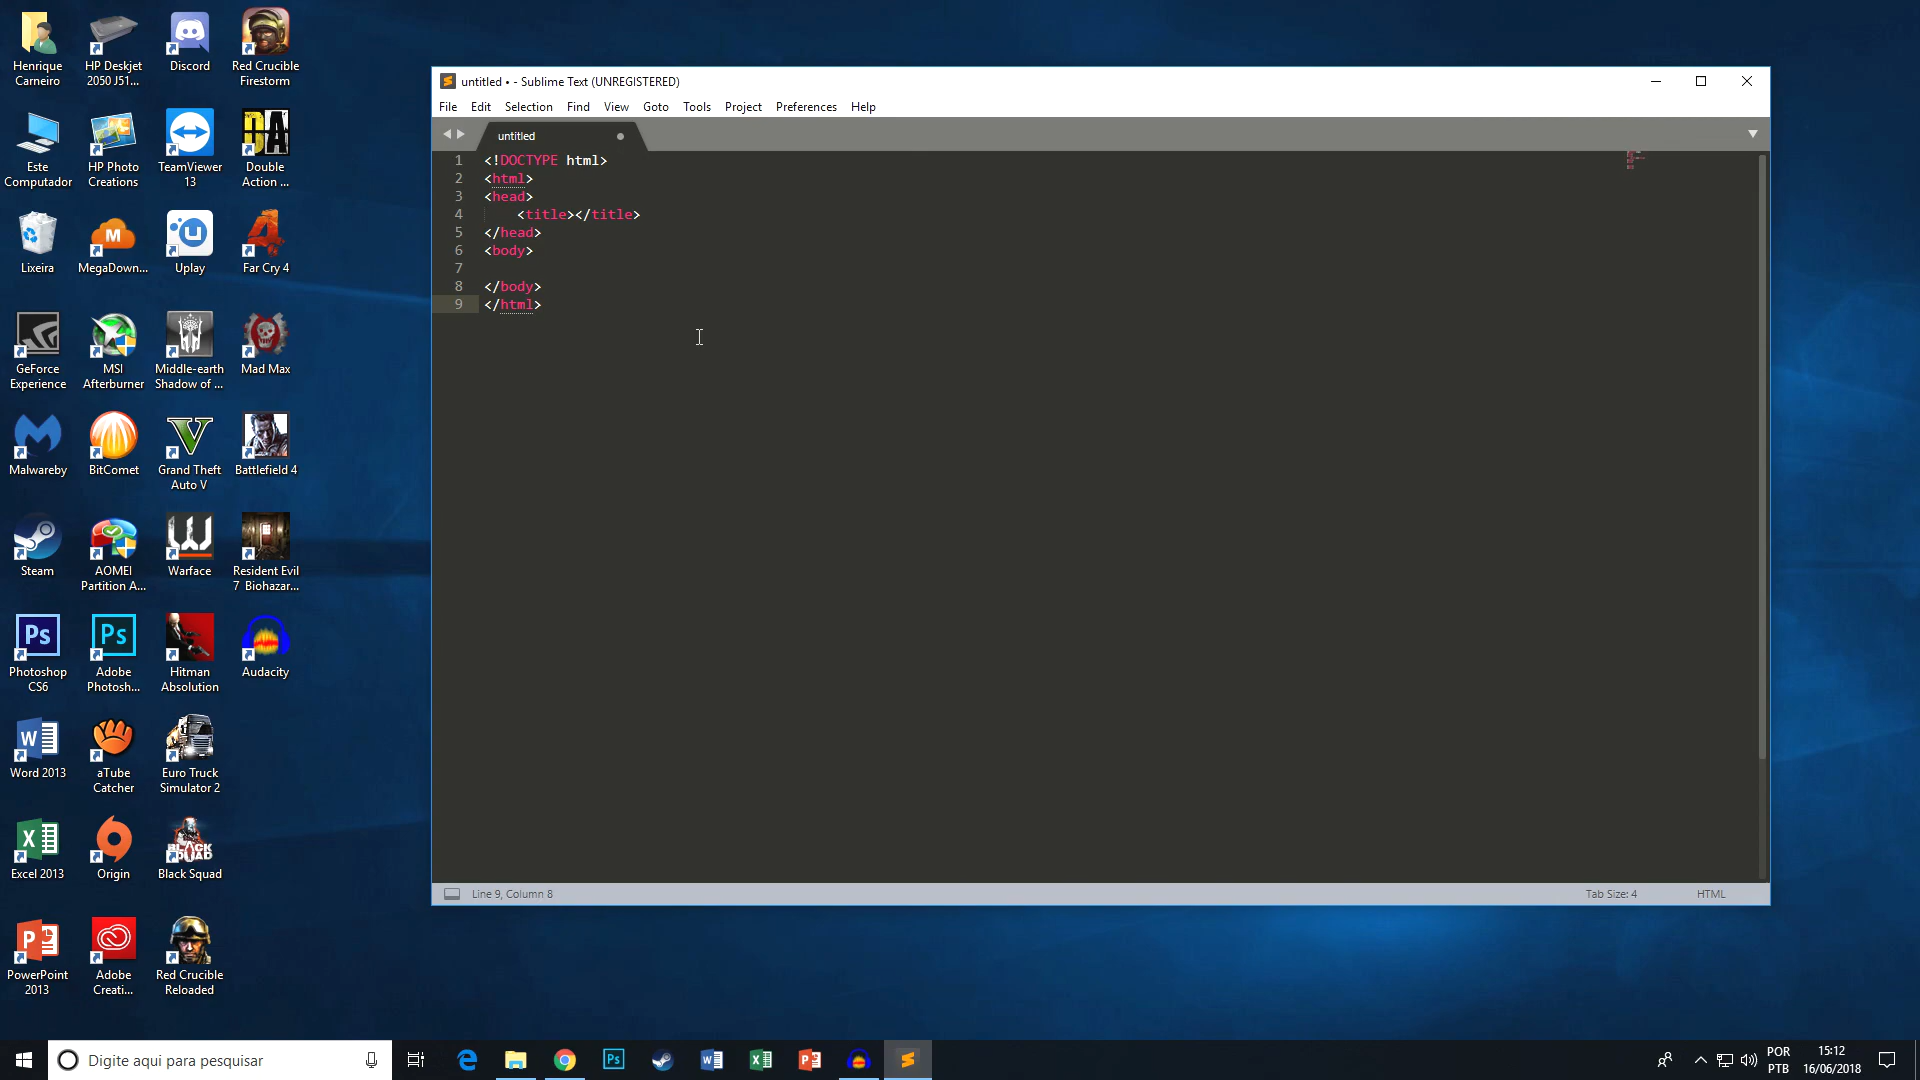 Henrique
Carneiro
HP Deskjet
2050 J51...
Discord
Red Crucible
Firestorm
Este
Computador
HP Photo
Creations
TeamViewer
13
Double
Action ...
Lixeira
MegaDown...
Uplay
Far Cry 4
GeForce
Experience
MSI
Afterburner
Middle-earth
Shadow of ...
Mad Max
Malwareby
BitComet
Grand Theft
Auto V
Battlefield 4
Steam
AOMEI
Partition A...
Warface
Resident Evil
7 Biohazar...
Photoshop
CS6
Adobe
Photosh...
Hitman
Absolution
Audacity
Word 2013
aTube
Catcher
Euro Truck
Simulator 2
Excel 2013
Origin
Black Squad
PowerPoint
2013
Adobe
Creati...
Red Crucible
Reloaded
untitled • - Sublime Text (UNREGISTERED)
File Edit Selection Find View Goto Tools Project Preferences Help
untitled
1 <!DOCTYPE html>
2 <html>
3 <head>
4     <title></title>
5 </head>
6 <body>
7
8 </body>
9 </html>
Line 9, Column 8
Tab Size: 4
HTML
Digite aqui para pesquisar
POR
PTB
15:12
16/06/2018